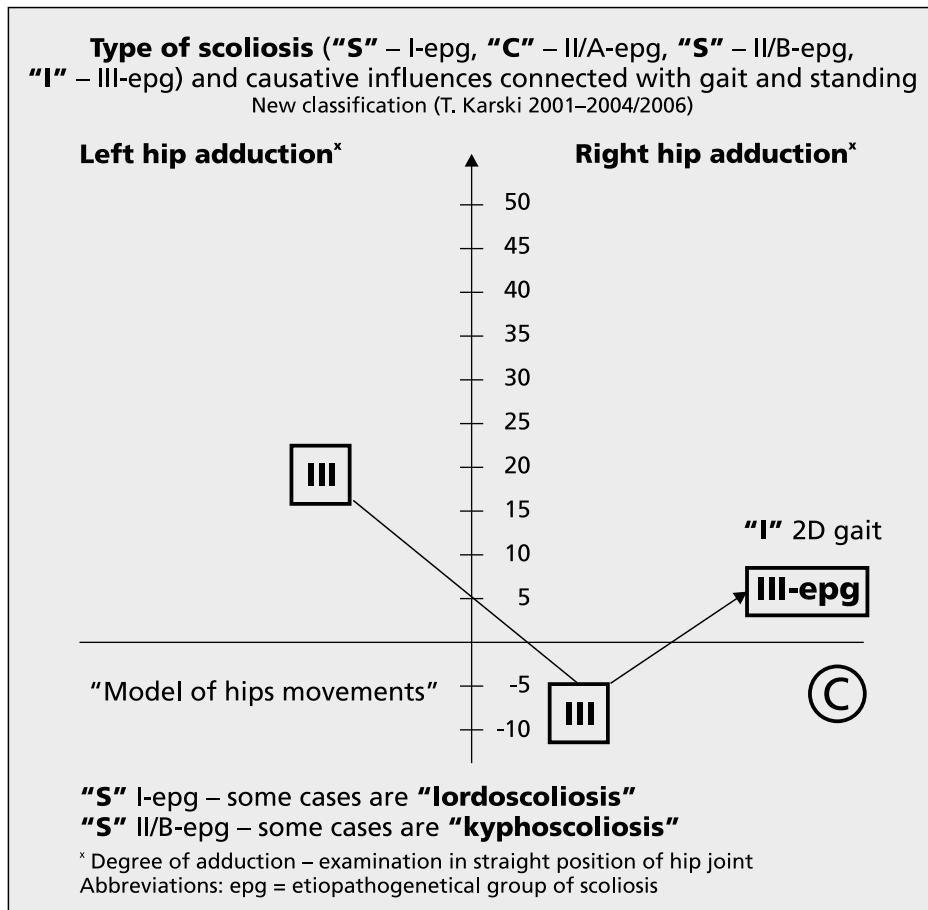 Type of scoliosis (“S” – I-epg, “C” – II/A-epg, “S” – II/B-epg,
“I” – III-epg) and causative influences connected with gait and standing
New classification (T. Karski 2001–2004/2006)
Left hip adductionˣ
Right hip adductionˣ
50
45
40
35
30
25
20
15
10
5
-5
-10
III
“I” 2D gait
III-epg
“Model of hips movements”
III
C
“S” I-epg – some cases are “lordoscoliosis”
“S” II/B-epg – some cases are “kyphoscoliosis”
ˣ Degree of adduction – examination in straight position of hip joint
Abbreviations: epg = etiopathogenetical group of scoliosis